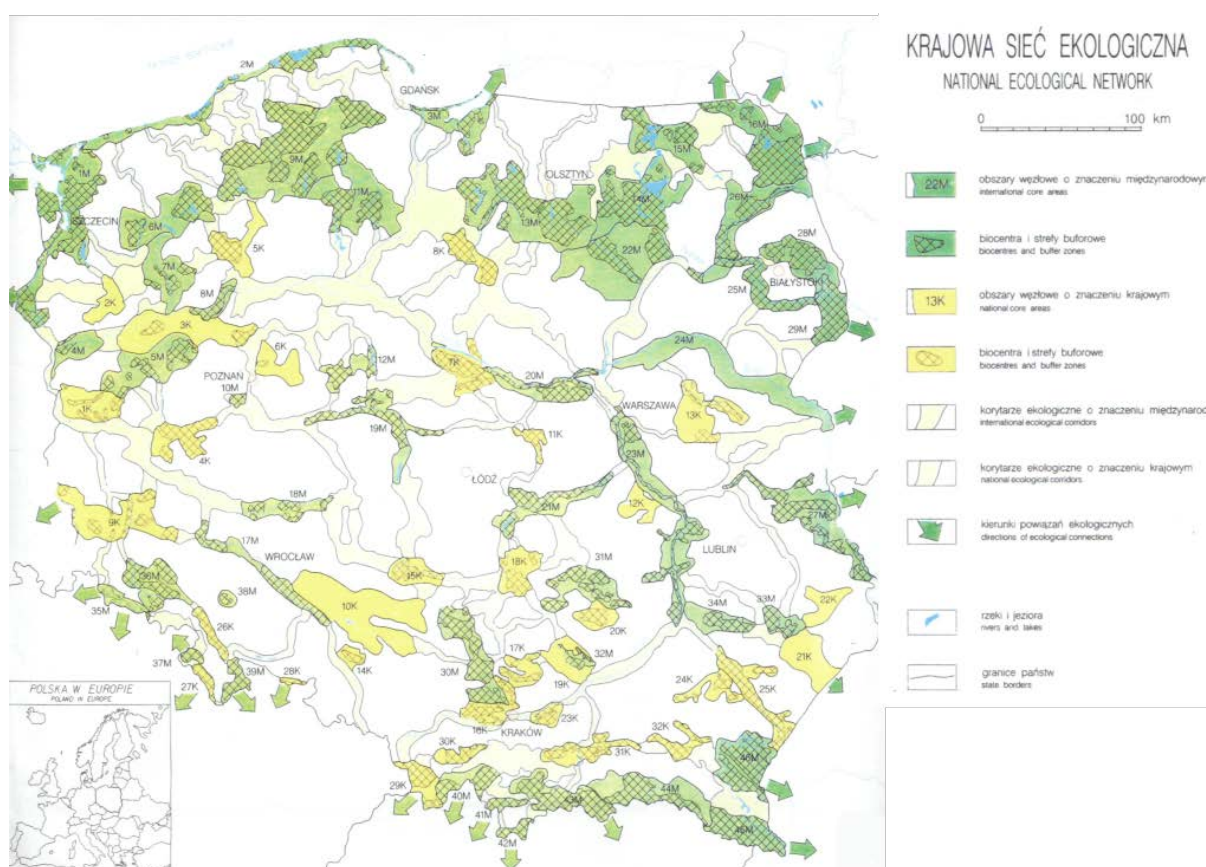 KRAJOWA SIEĆ EKOLOGICZNA
NATIONAL ECOLOGICAL NETWORK
0 100 km
22M obszary węzłowe o znaczeniu międzynarodowym
international core areas
biocentra i strefy buforowe
biocentres and buffer zones
13K obszary węzłowe o znaczeniu krajowym
national core areas
biocentra i strefy buforowe
biocentres and buffer zones
korytarze ekologiczne o znaczeniu międzynarod
international ecological corridors
korytarze ekologiczne o znaczeniu krajowym
national ecological corridors
kierunki powiązań ekologicznych
directions of ecological connections
rzeki i jeziora
rivers and lakes
granice państw
state borders
2M
GDAŃSK
3M
16M
15M
1M
9M
OLSZTYN
11M
14M
26M
SZCZECIN
6M
13M
5K
8K
22M
28M
7M
BIAŁYSTOK
2K
8M
25M
3K
29M
24M
4M
5M
6K
12M
7K
POZNAŃ
20M
10M
1K
WARSZAWA
13K
19M
11K
4K
23M
ŁÓDŹ
18M
21M
12K
9K
27M
17M
WROCŁAW
LUBLIN
31M
18K
36M
15K
38M
35M
10K
34M
33M
22K
26K
20K
37M
39M
14K
30M
17K
32M
21K
27K
28K
19K
24K
25K
23K
16K
KRAKÓW
32K
30K
31K
46M
29K
40M
44M
41M
42M
45M
POLSKA W EUROPIE
POLAND IN EUROPE